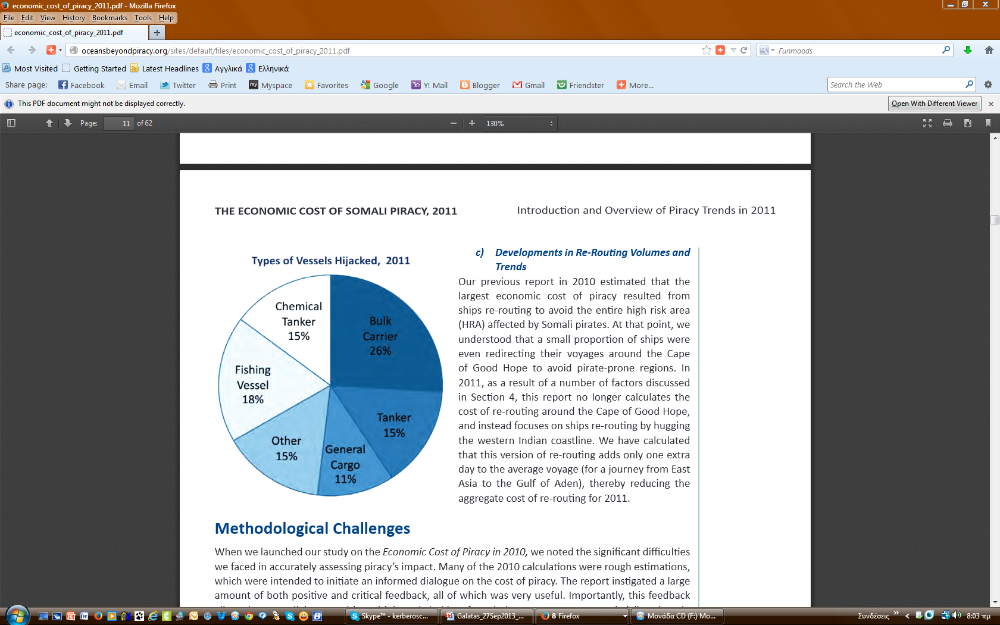 economic_cost_of_piracy_2011.pdf - Mozilla Firefox
File Edit View History Bookmarks Tools Help
economic_cost_of_piracy_2011.pdf
oceansbeyondpiracy.org/sites/default/files/economic_cost_of_piracy_2011.pdf
Funmoods
Most Visited Getting Started Latest Headlines Αγγλικά Ελληνικά
Share page: Facebook Email Twitter Print Myspace Favorites Google Y! Mail Blogger Gmail Friendster More...
Search the Web
This PDF document might not be displayed correctly.
Open With Different Viewer
Page: 11 of 62
130%
THE ECONOMIC COST OF SOMALI PIRACY, 2011
Introduction and Overview of Piracy Trends in 2011
Types of Vessels Hijacked, 2011
Chemical
Tanker
15%
Bulk
Carrier
26%
Fishing
Vessel
18%
Tanker
15%
Other
15%
General
Cargo
11%
c) Developments in Re-Routing Volumes and
Trends
Our previous report in 2010 estimated that the
largest economic cost of piracy resulted from
ships re-routing to avoid the entire high risk area
(HRA) affected by Somali pirates. At that point, we
understood that a small proportion of ships were
even redirecting their voyages around the Cape
of Good Hope to avoid pirate-prone regions. In
2011, as a result of a number of factors discussed
in Section 4, this report no longer calculates the
cost of re-routing around the Cape of Good Hope,
and instead focuses on ships re-routing by hugging
the western Indian coastline. We have calculated
that this version of re-routing adds only one extra
day to the average voyage (for a journey from East
Asia to the Gulf of Aden), thereby reducing the
aggregate cost of re-routing for 2011.
Methodological Challenges
When we launched our study on the Economic Cost of Piracy in 2010, we noted the significant difficulties
we faced in accurately assessing piracy's impact. Many of the 2010 calculations were rough estimations,
which were intended to initiate an informed dialogue on the cost of piracy. The report instigated a large
amount of both positive and critical feedback, all of which was very useful. Importantly, this feedback
Skype™ - kerberosc...
Galatas_27Sep2013_...
8 Firefox
Μονάδα CD (F:) Mo...
Συνδέσεις
8:03 πμ